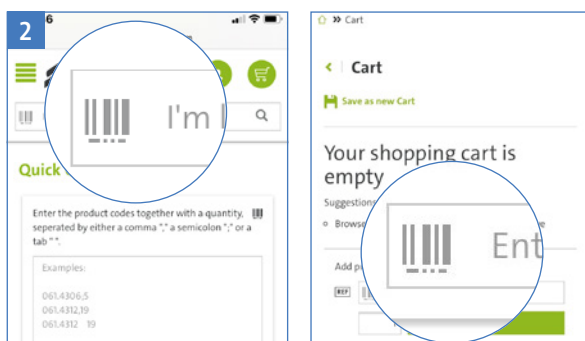 2
6
I'm l
Quick
Enter the product codes together with a quantity,
seperated by either a comma "," a semicolon ";" or a
tab " ".
Examples:
061.4306;5
061.4312,19
061.4312 19
» Cart
Cart
Save as new Cart
Your shopping cart is
empty
Suggestions
Browse
Ent
Add p
REF